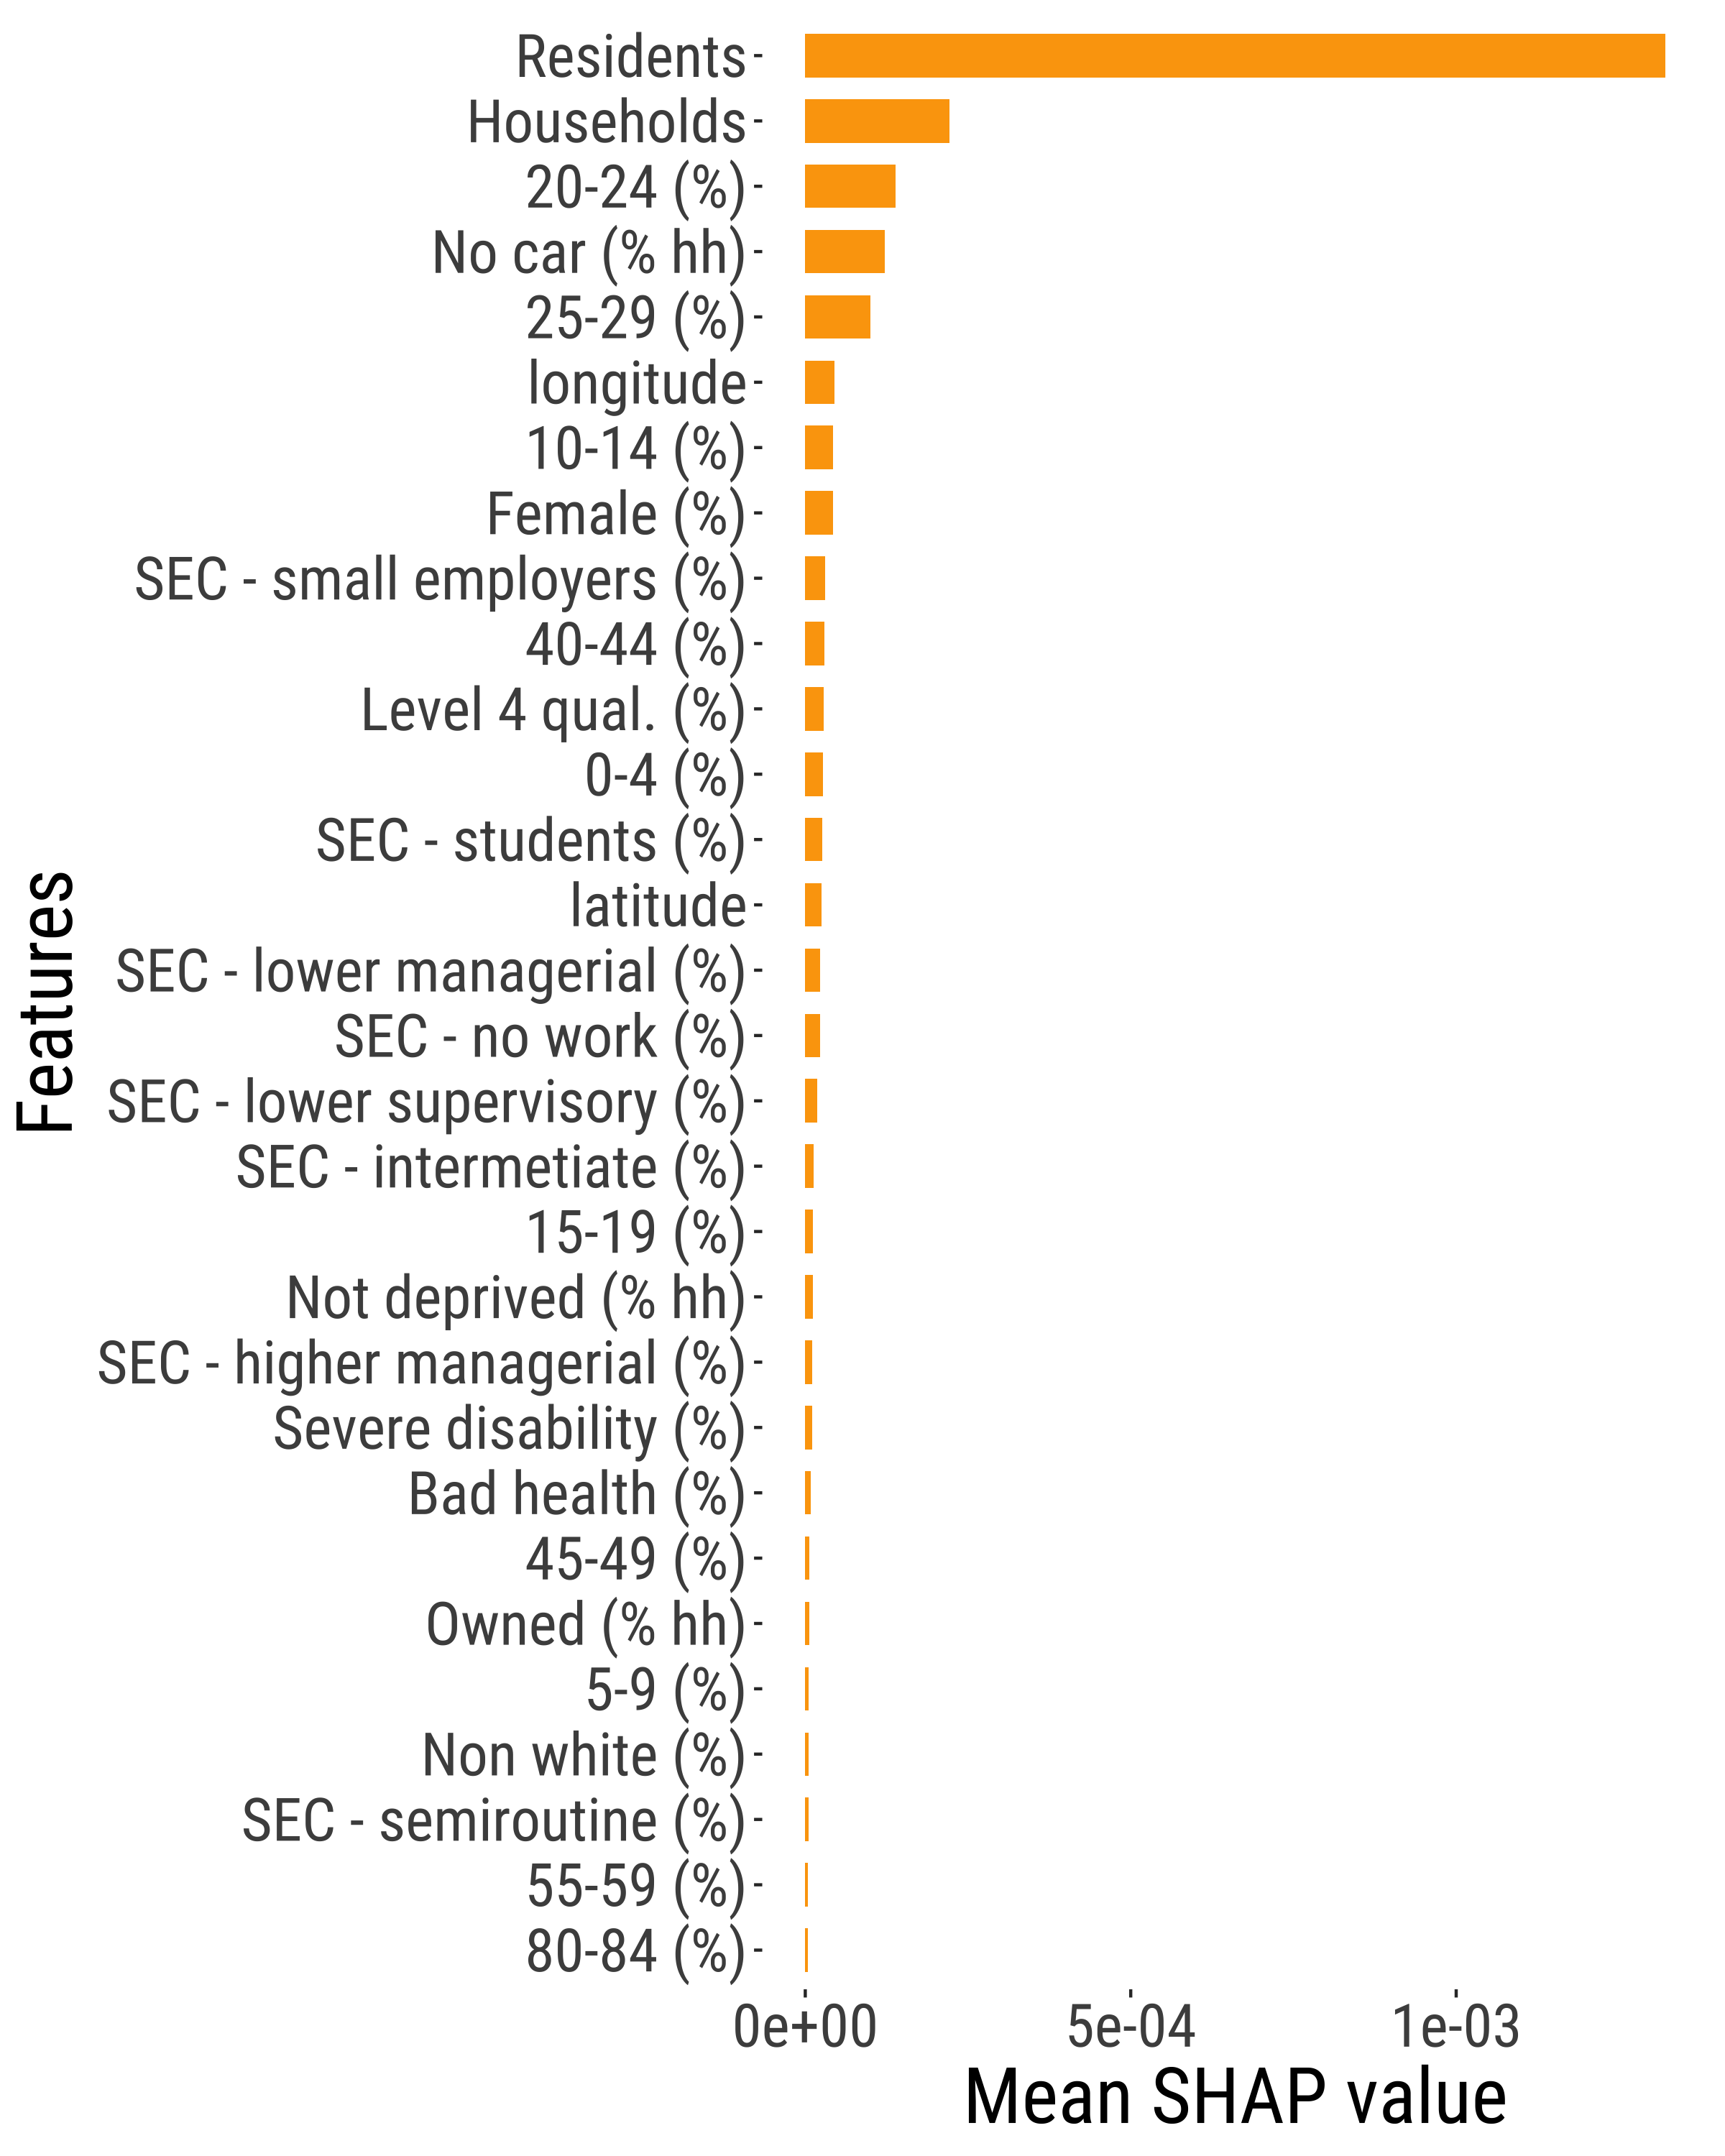 Residents
Households
20-24 (%)
No car (% hh)
25-29 (%)
longitude
10-14 (%)
Female (%)
SEC - small employers (%)
40-44 (%)
Level 4 qual. (%)
0-4 (%)
SEC - students (%)
latitude
SEC - lower managerial (%)
SEC - no work (%)
SEC - lower supervisory (%)
SEC - intermetiate (%)
15-19 (%)
Not deprived (% hh)
SEC - higher managerial (%)
Severe disability (%)
Bad health (%)
45-49 (%)
Owned (% hh)
5-9 (%)
Non white (%)
SEC - semiroutine (%)
55-59 (%)
80-84 (%)
Features
0e+00 5e-04 1e-03
Mean SHAP value